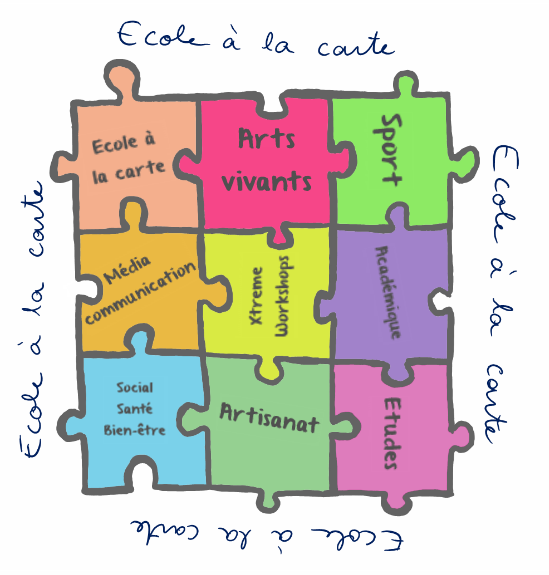 Ecole à la carte
Ecole à
la carte
Arts
vivants
Sport
Ecole à la carte
Ecole à la carte
Média
communication
Xtreme
Workshops
Académique
Social
Santé
Bien-être
Artisanat
Etudes
Ecole à la carte